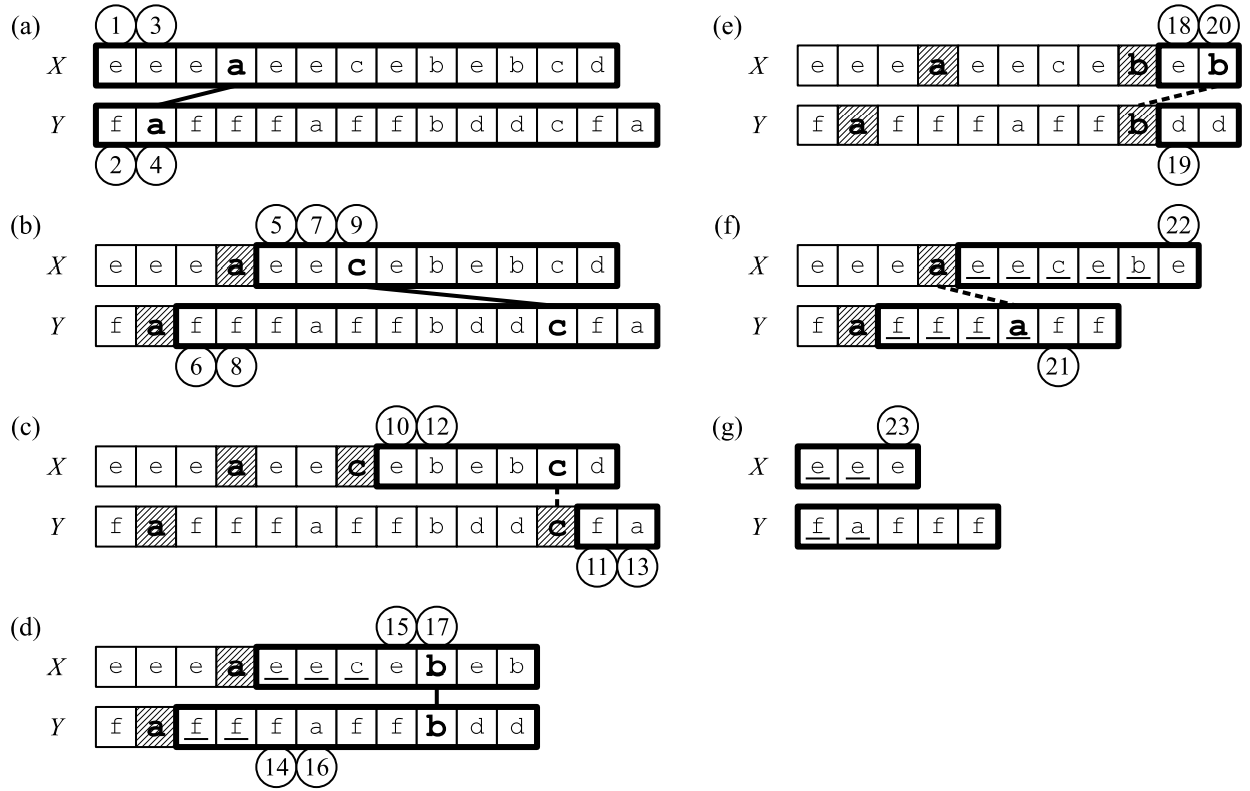 (a)
1 3
X e e e a e e c e b e b c d
Y f a f f f a f f b d d c f a
2 4
(b)
5 7 9
X e e e a e e c e b e b c d
Y f a f f f a f f b d d c f a
6 8
(c)
10 12
X e e e a e e c e b e b c d
Y f a f f f a f f b d d c f a
11 13
(d)
15 17
X e e e a e e c e b e b
Y f a f f f a f f b d d
14 16
(e)
18 20
X e e e a e e c e b e b
Y f a f f f a f f b d d
19
(f)
22
X e e e a e e c e b e
Y f a f f f a f f
21
(g)
23
X e e e
Y f a f f f